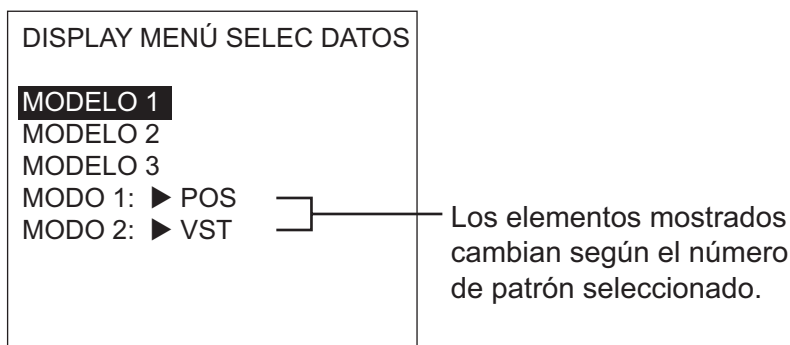 DISPLAY MENÚ SELEC DATOS
MODELO 1
MODELO 2
MODELO 3
MODO 1: ▶ POS
MODO 2: ▶ VST
Los elementos mostrados
cambian según el número
de patrón seleccionado.